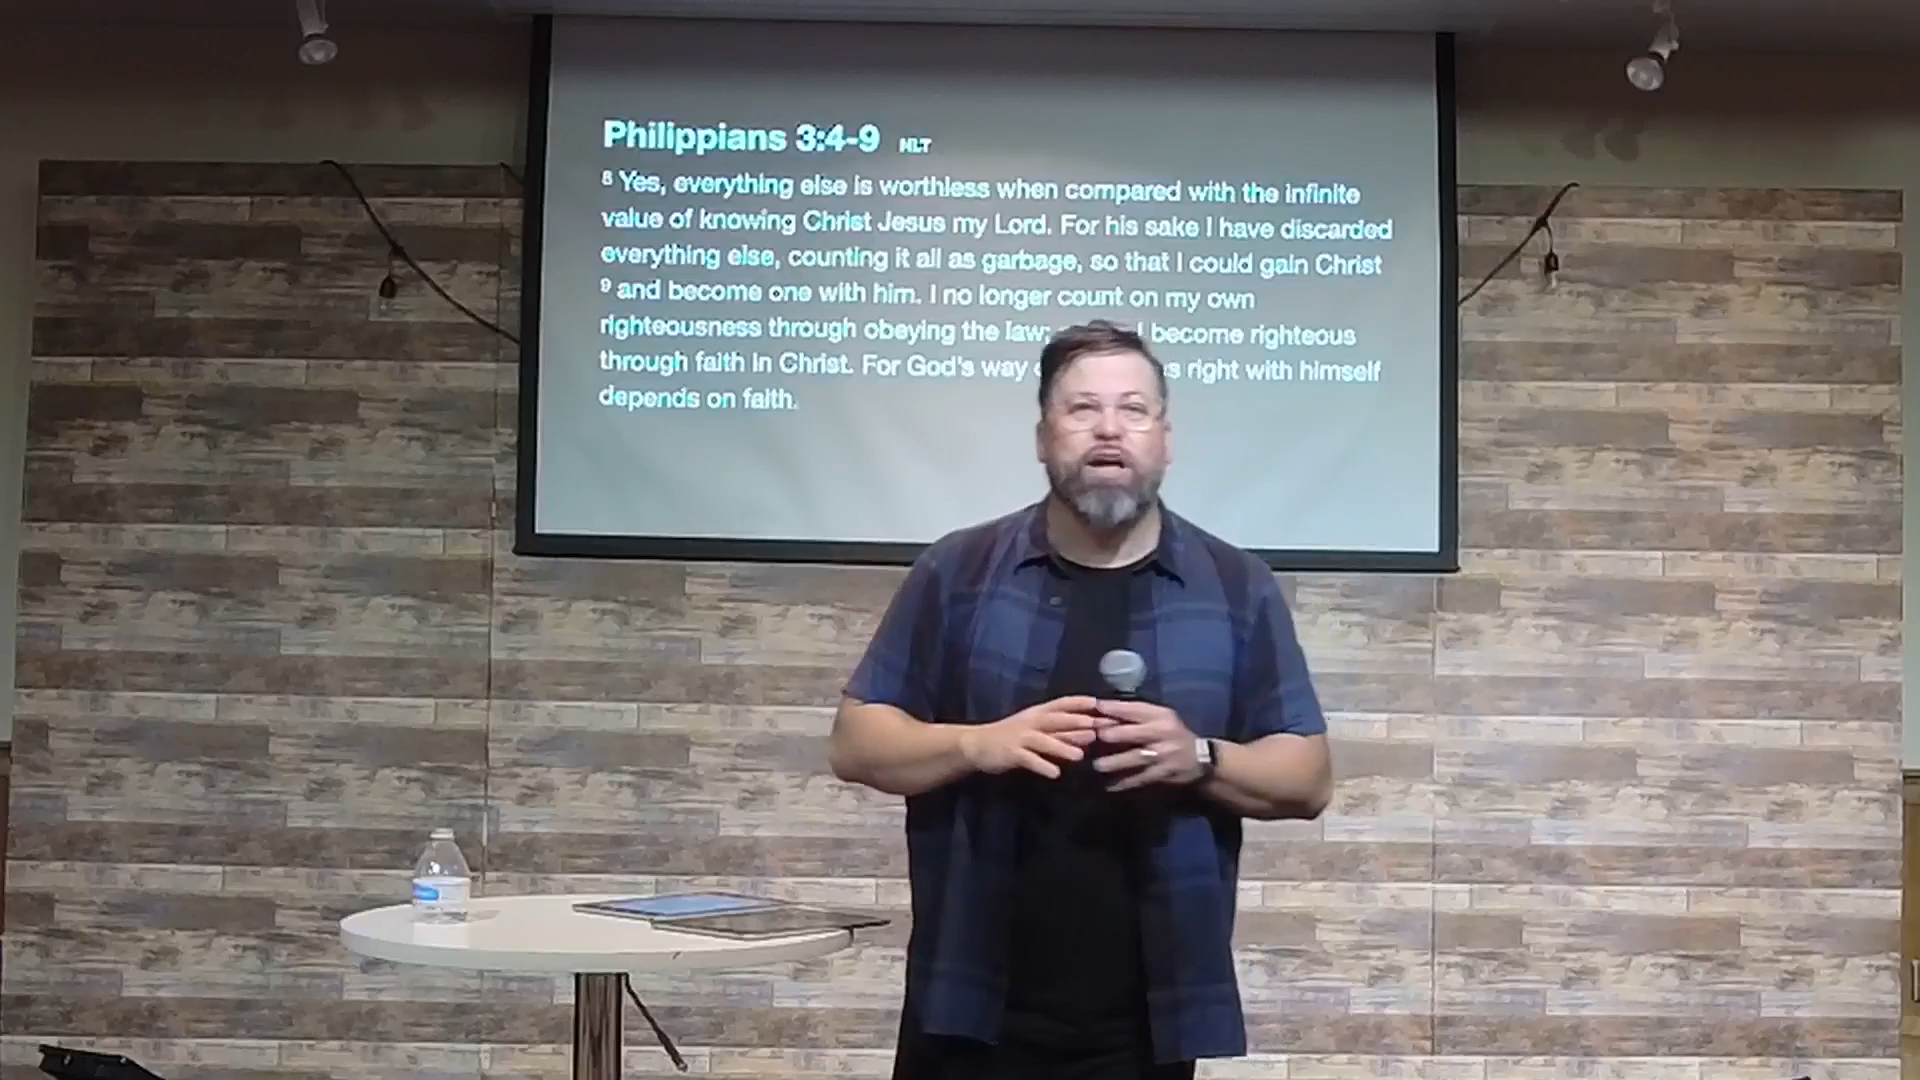 Philippians 3:4-9 NLT
8 Yes, everything else is worthless when compared with the infinite
value of knowing Christ Jesus my Lord. For his sake I have discarded
everything else, counting it all as garbage, so that I could gain Christ
9 and become one with him. I no longer count on my own
righteousness through obeying the law; I become righteous
through faith in Christ. For God's way right with himself
depends on faith.